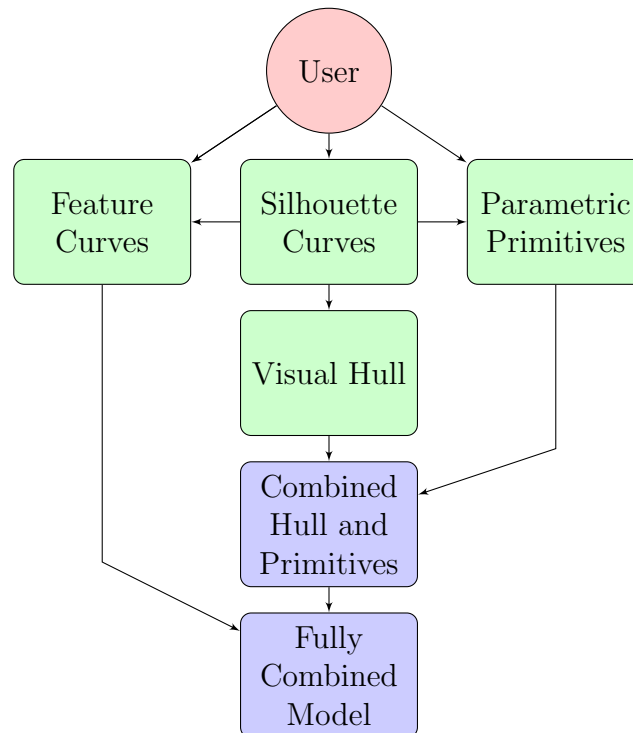 User
Feature
Curves
Silhouette
Curves
Parametric
Primitives
Visual Hull
Combined
Hull and
Primitives
Fully
Combined
Model